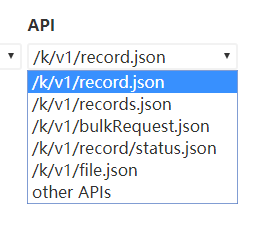 API
/k/v1/record.json
/k/v1/record.json
/k/v1/records.json
/k/v1/bulkRequest.json
/k/v1/record/status.json
/k/v1/file.json
other APIs